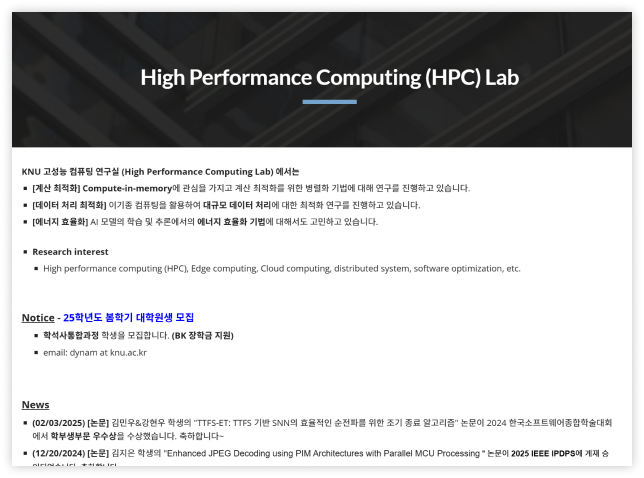 High Performance Computing (HPC) Lab
KNU 고성능 컴퓨팅 연구실 (High Performance Computing Lab) 에서는
[계산 최적화] Compute-in-memory에 관심을 가지고 계산 최적화를 위한 병렬화 기법에 대해 연구를 진행하고 있습니다.
[데이터 처리 최적화] 이기종 컴퓨팅을 활용하여 대규모 데이터 처리에 대한 최적화 연구를 진행하고 있습니다.
[에너지 효율화] AI 모델의 학습 및 추론에서의 에너지 효율화 기법에 대해서도 고민하고 있습니다.
Research interest
High performance computing (HPC), Edge computing, Cloud computing, distributed system, software optimization, etc.
Notice - 25학년도 봄학기 대학원생 모집
학석사통합과정 학생을 모집합니다. (BK 장학금 지원)
email: dynam at knu.ac.kr
News
(02/03/2025) [논문] 김민우&강현우 학생의 "TTFS-ET: TTFS 기반 SNN의 효율적인 순전파를 위한 조기 종료 알고리즘" 논문이 2024 한국소프트웨어종합학술대회
에서 학부생부문 우수상을 수상했습니다. 축하합니다~
(12/20/2024) [논문] 김지은 학생의 "Enhanced JPEG Decoding using PIM Architectures with Parallel MCU Processing " 논문이 2025 IEEE IPDPS에 게재 승